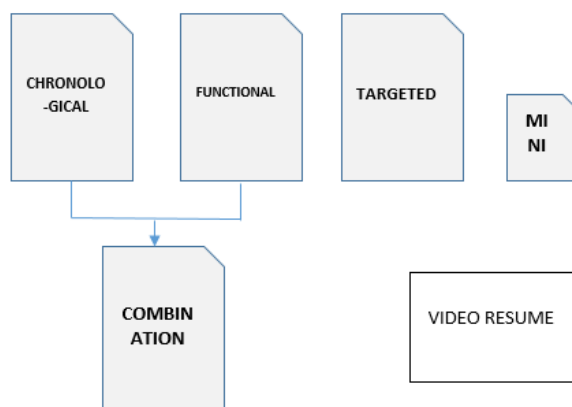 CHRONOLO
-GICAL
FUNCTIONAL
TARGETED
MI
NI
COMBIN
ATION
VIDEO RESUME